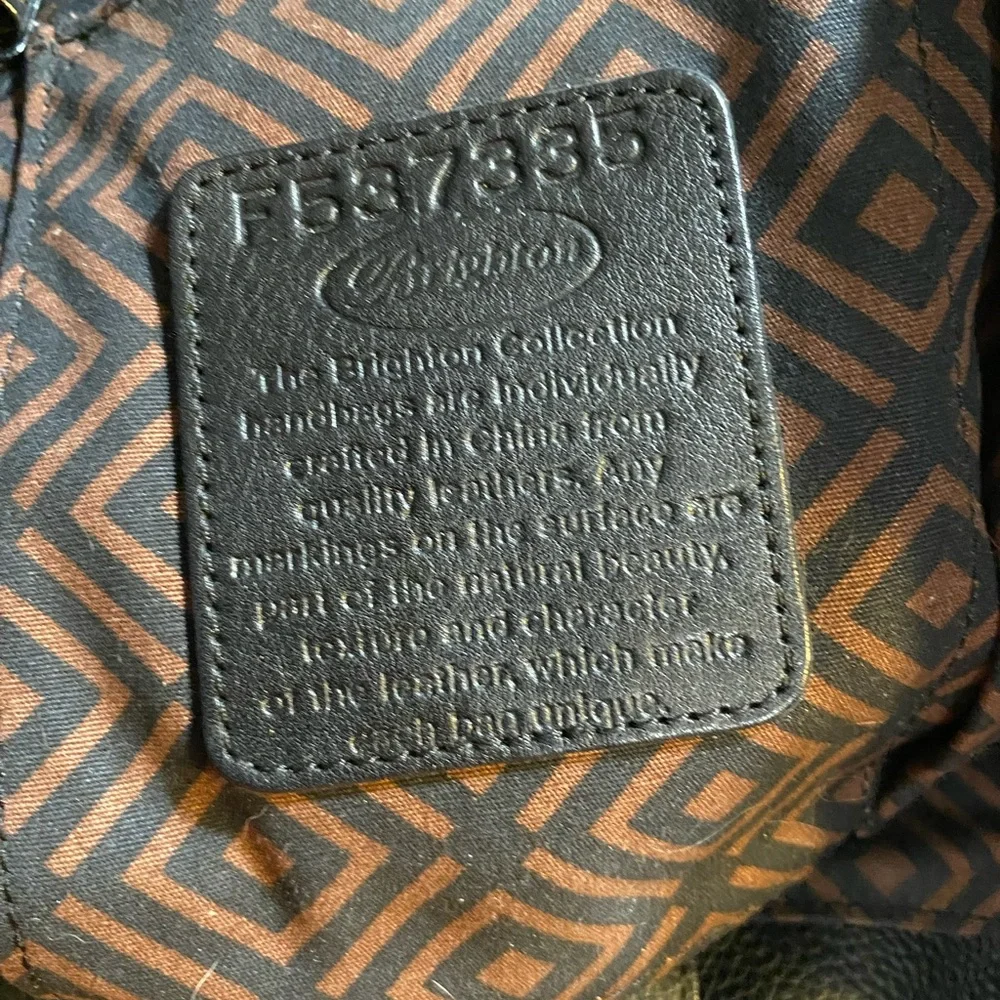 F537335
Brighton
The Brighton Collection
handbags are individually
crafted in China from
quality leathers. Any
markings on the surface are
part of the natural beauty,
texture and character
of the leather, which make
each bag unique.